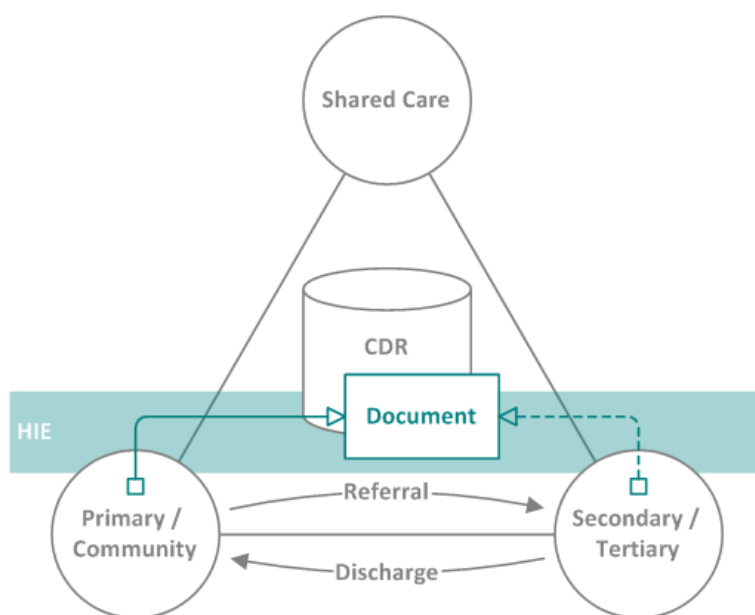 Shared Care
CDR
Document
HIE
Referral
Primary /
Community
Secondary /
Tertiary
Discharge